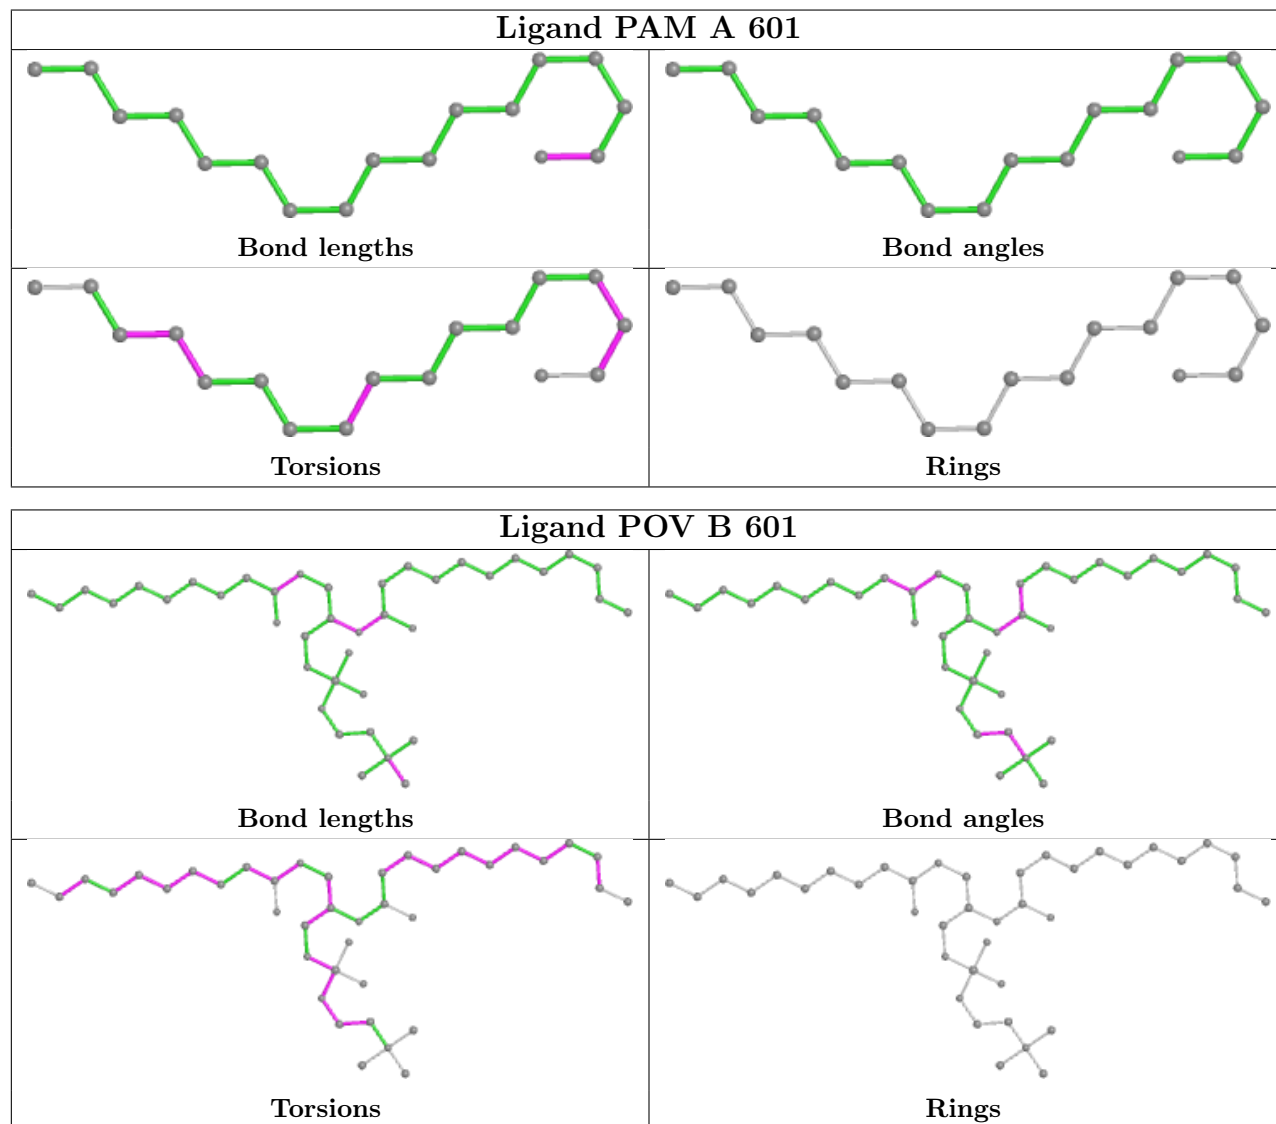 Ligand PAM A 601
Bond lengths
Bond angles
Torsions
Rings
Ligand POV B 601
Bond lengths
Bond angles
Torsions
Rings